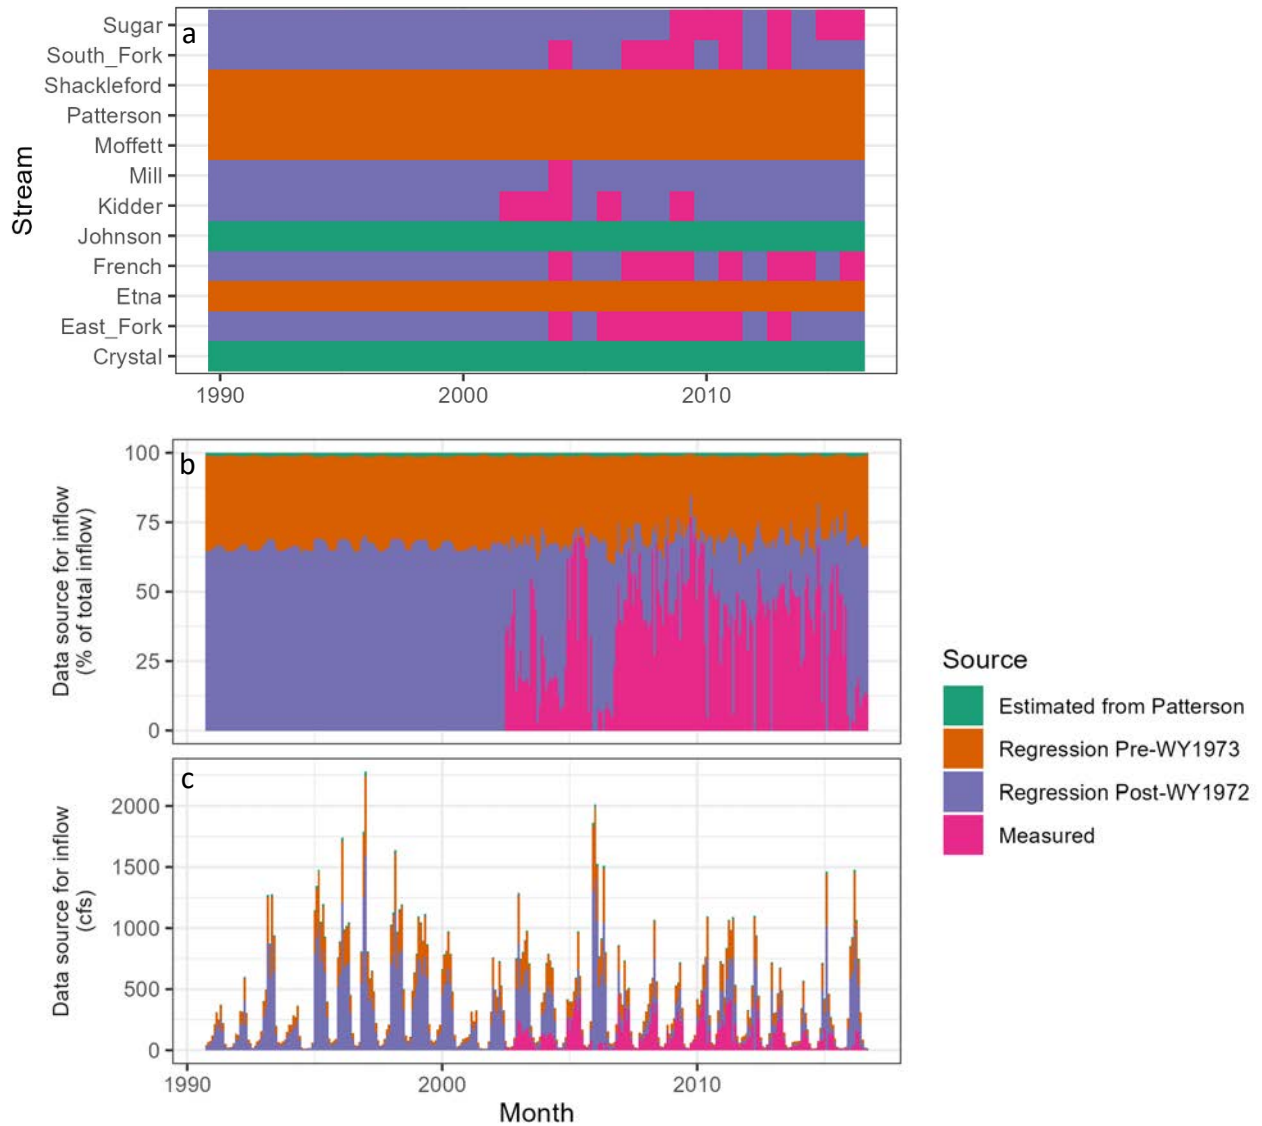 a
Stream
Sugar
South_Fork
Shackleford
Patterson
Moffett
Mill
Kidder
Johnson
French
Etna
East_Fork
Crystal
1990 2000 2010
b
Data source for inflow
(% of total inflow)
100
75
50
25
0
c
Data source for inflow
(cfs)
2000
1500
1000
500
0
1990 2000 2010
Month
Source
Estimated from Patterson
Regression Pre-WY1973
Regression Post-WY1972
Measured